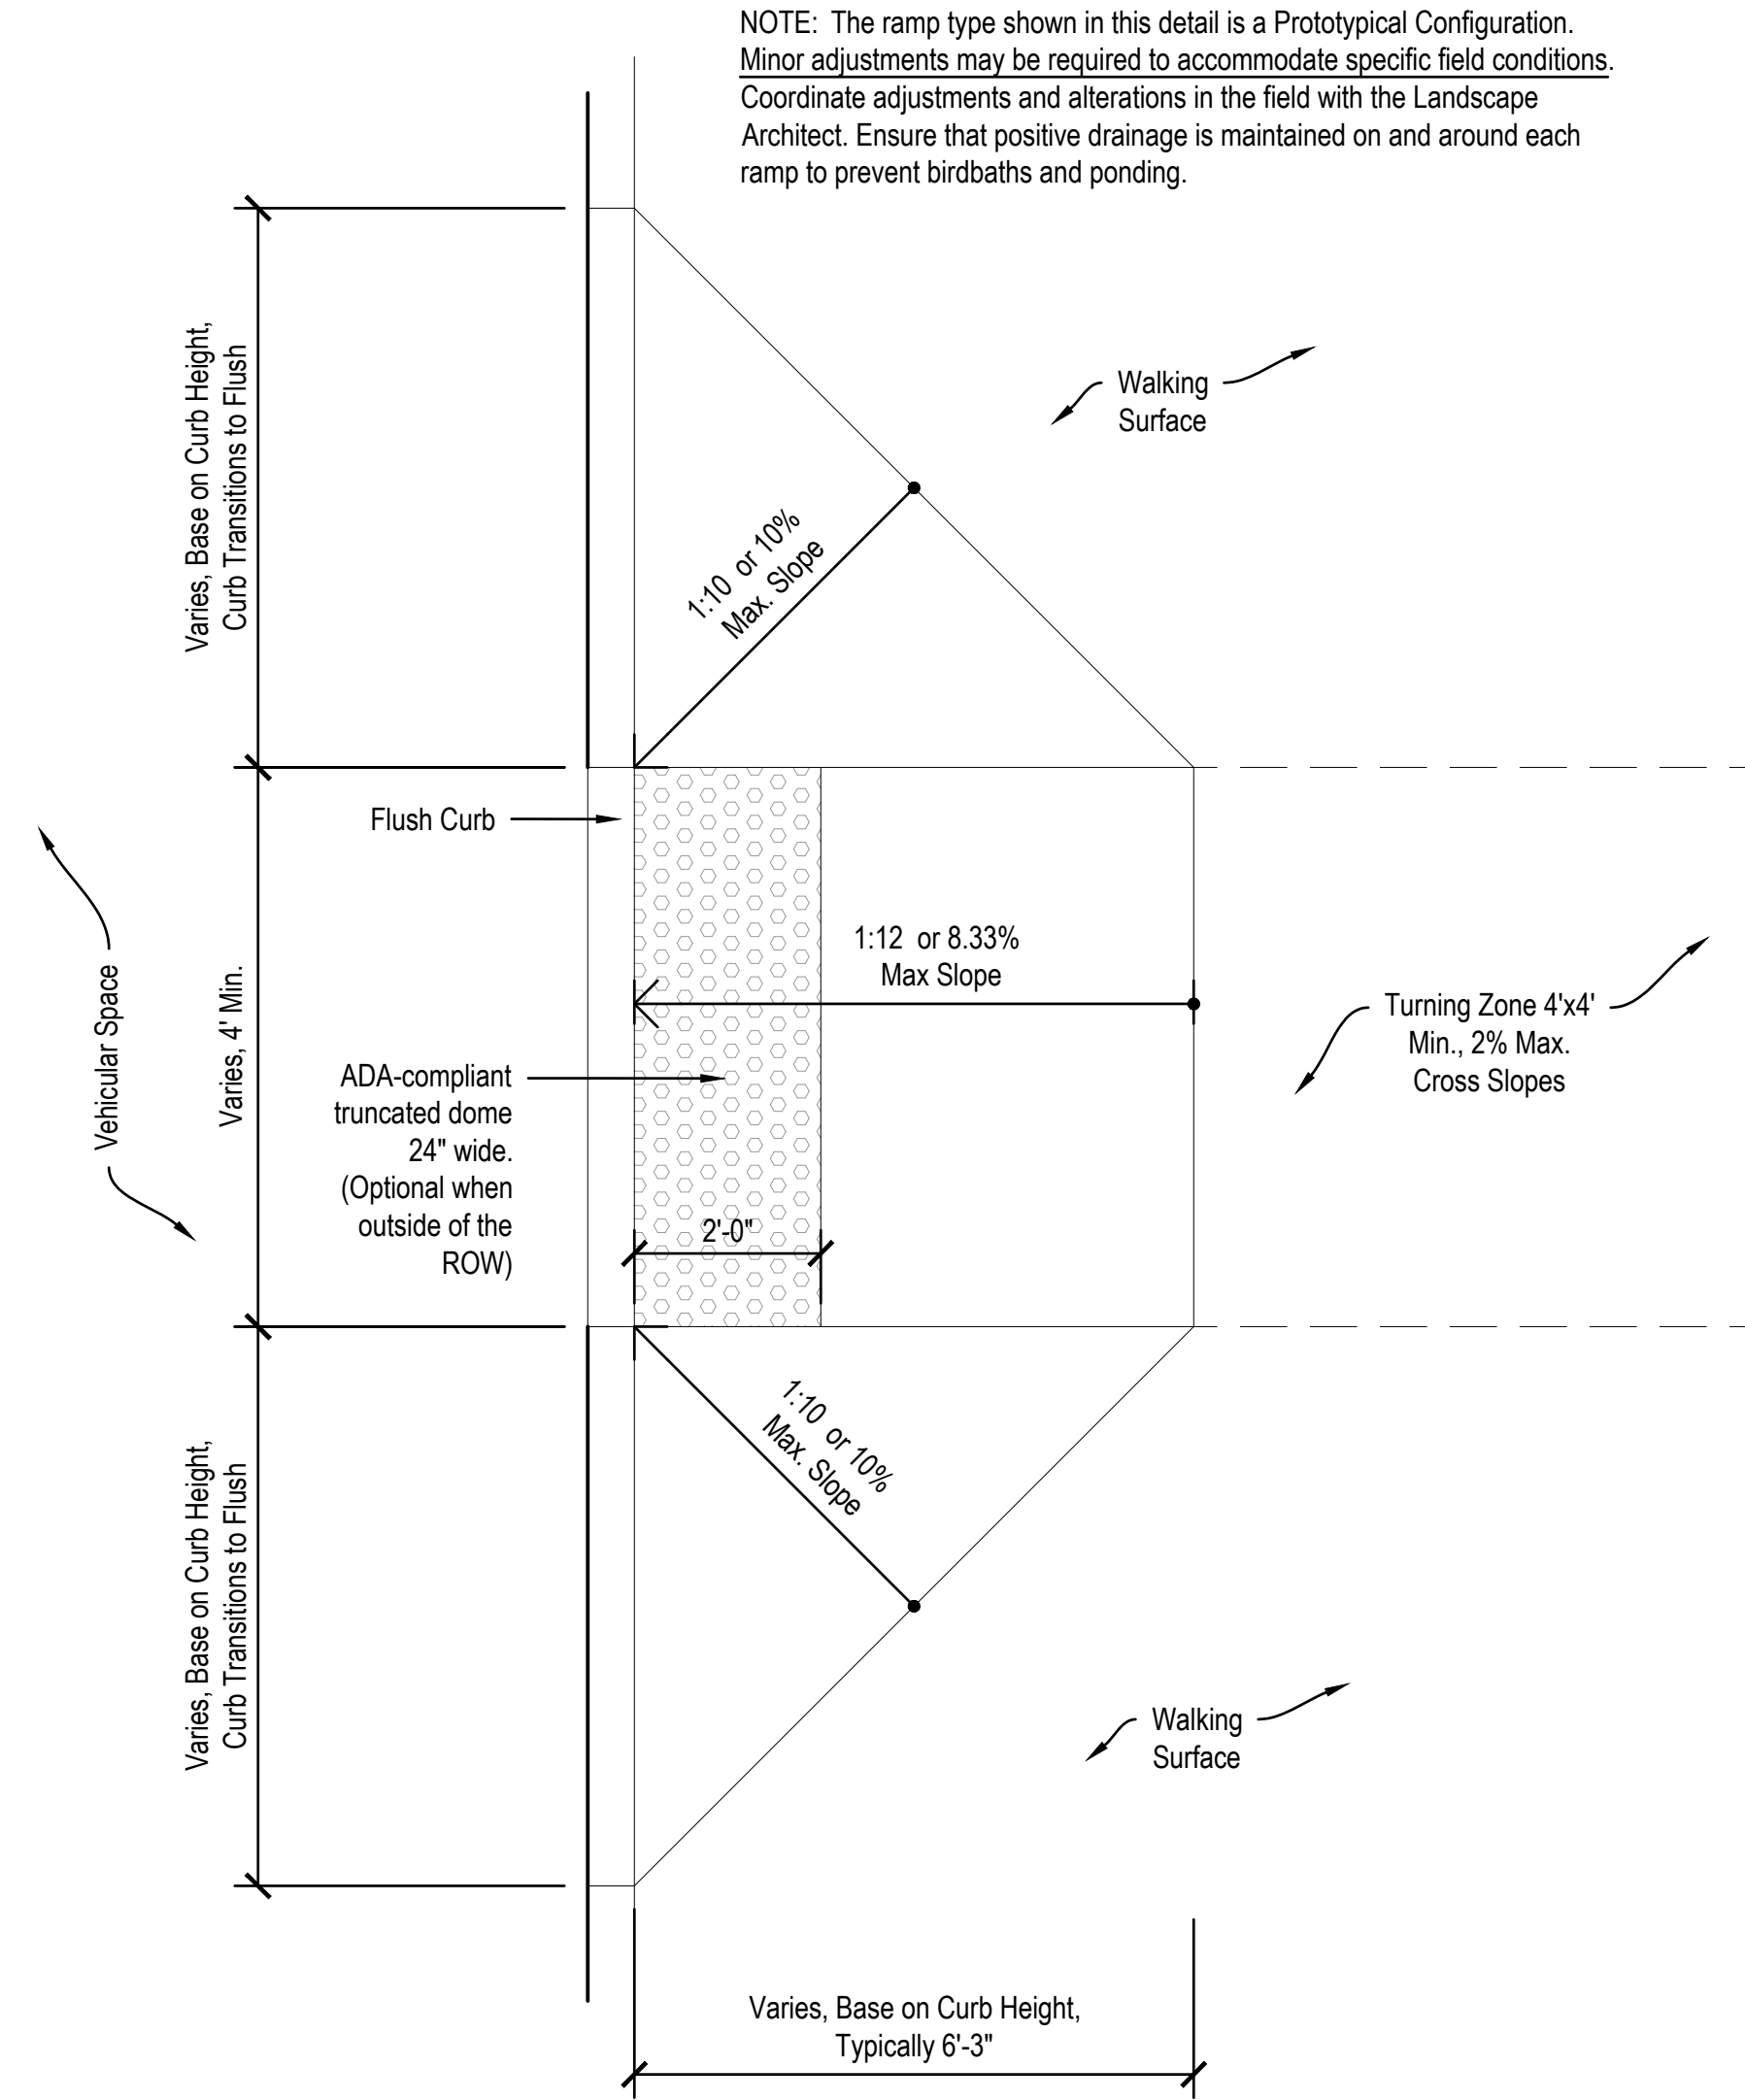 NOTE:  The ramp type shown in this detail is a Prototypical Configuration.
Minor adjustments may be required to accommodate specific field conditions.
Coordinate adjustments and alterations in the field with the Landscape
Architect. Ensure that positive drainage is maintained on and around each
ramp to prevent birdbaths and ponding.
Varies, Base on Curb Height,
Curb Transitions to Flush
Walking
Surface
1:10  or 10%
Max. Slope
Flush Curb
1:12  or 8.33%
Max Slope
Vehicular Space
Varies, 4' Min.
Turning Zone 4'x4'
Min., 2% Max.
Cross Slopes
ADA-compliant
truncated dome
24" wide.
(Optional when
outside of the
ROW)
2'-0"
1:10  or 10%
Max. Slope
Varies, Base on Curb Height,
Curb Transitions to Flush
Walking
Surface
Varies, Base on Curb Height,
Typically 6'-3"